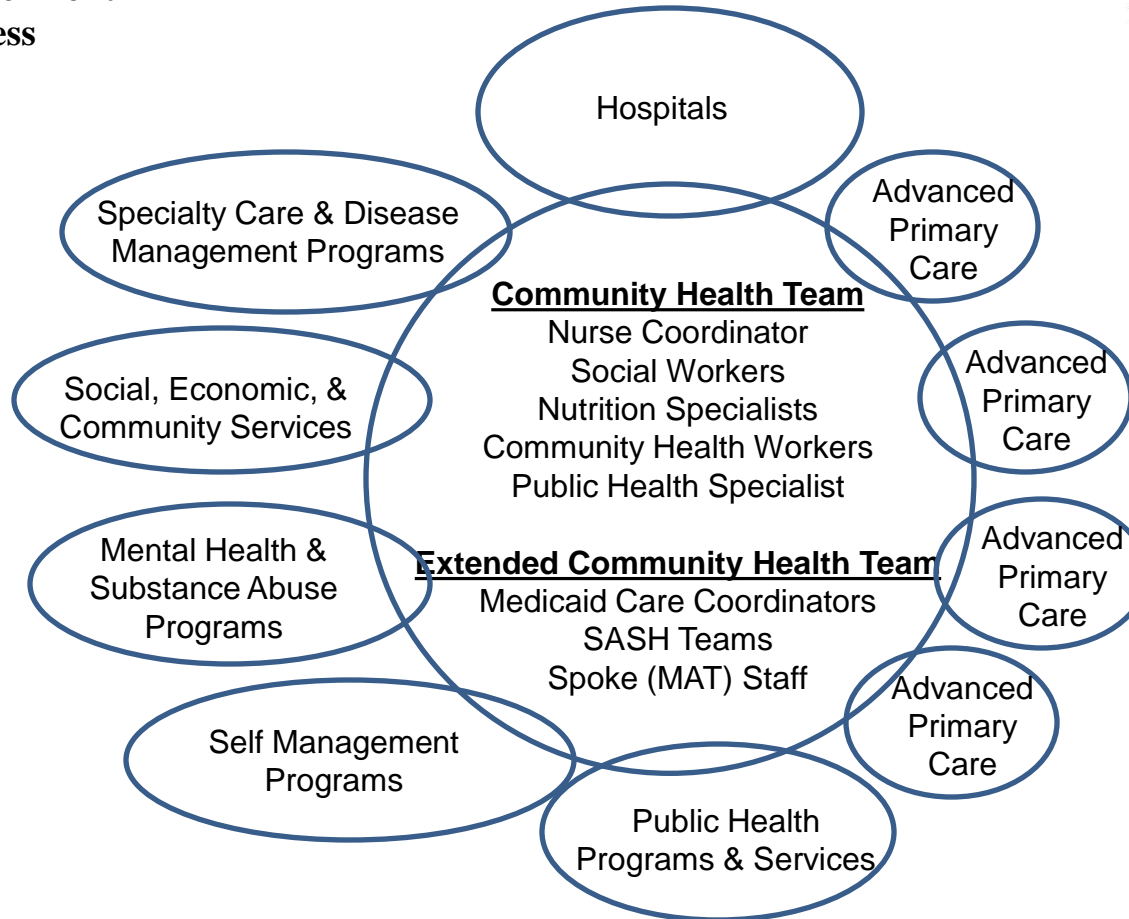 ess
Hospitals
Specialty Care & Disease
Management Programs
Advanced
Primary
Care
Community Health Team
Nurse Coordinator
Social Workers
Nutrition Specialists
Community Health Workers
Public Health Specialist
Social, Economic, &
Community Services
Advanced
Primary
Care
Extended Community Health Team
Medicaid Care Coordinators
SASH Teams
Spoke (MAT) Staff
Mental Health &
Substance Abuse
Programs
Advanced
Primary
Care
Self Management
Programs
Advanced
Primary
Care
Public Health
Programs & Services